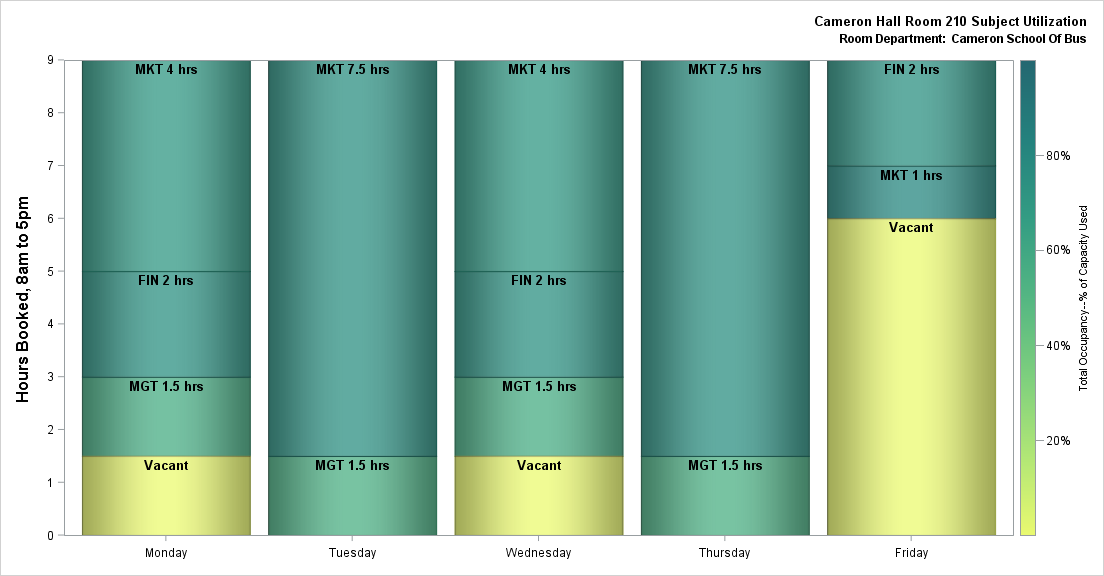 Cameron Hall Room 210 Subject Utilization
Room Department: Cameron School Of Bus
Hours Booked, 8am to 5pm
9
8
7
6
5
4
3
2
1
0
MKT 4 hrs
FIN 2 hrs
MGT 1.5 hrs
Vacant
MKT 7.5 hrs
MGT 1.5 hrs
MKT 4 hrs
FIN 2 hrs
MGT 1.5 hrs
Vacant
MKT 7.5 hrs
MGT 1.5 hrs
FIN 2 hrs
MKT 1 hrs
Vacant
Monday
Tuesday
Wednesday
Thursday
Friday
80%
60%
40%
20%
Total Occupancy--% of Capacity Used